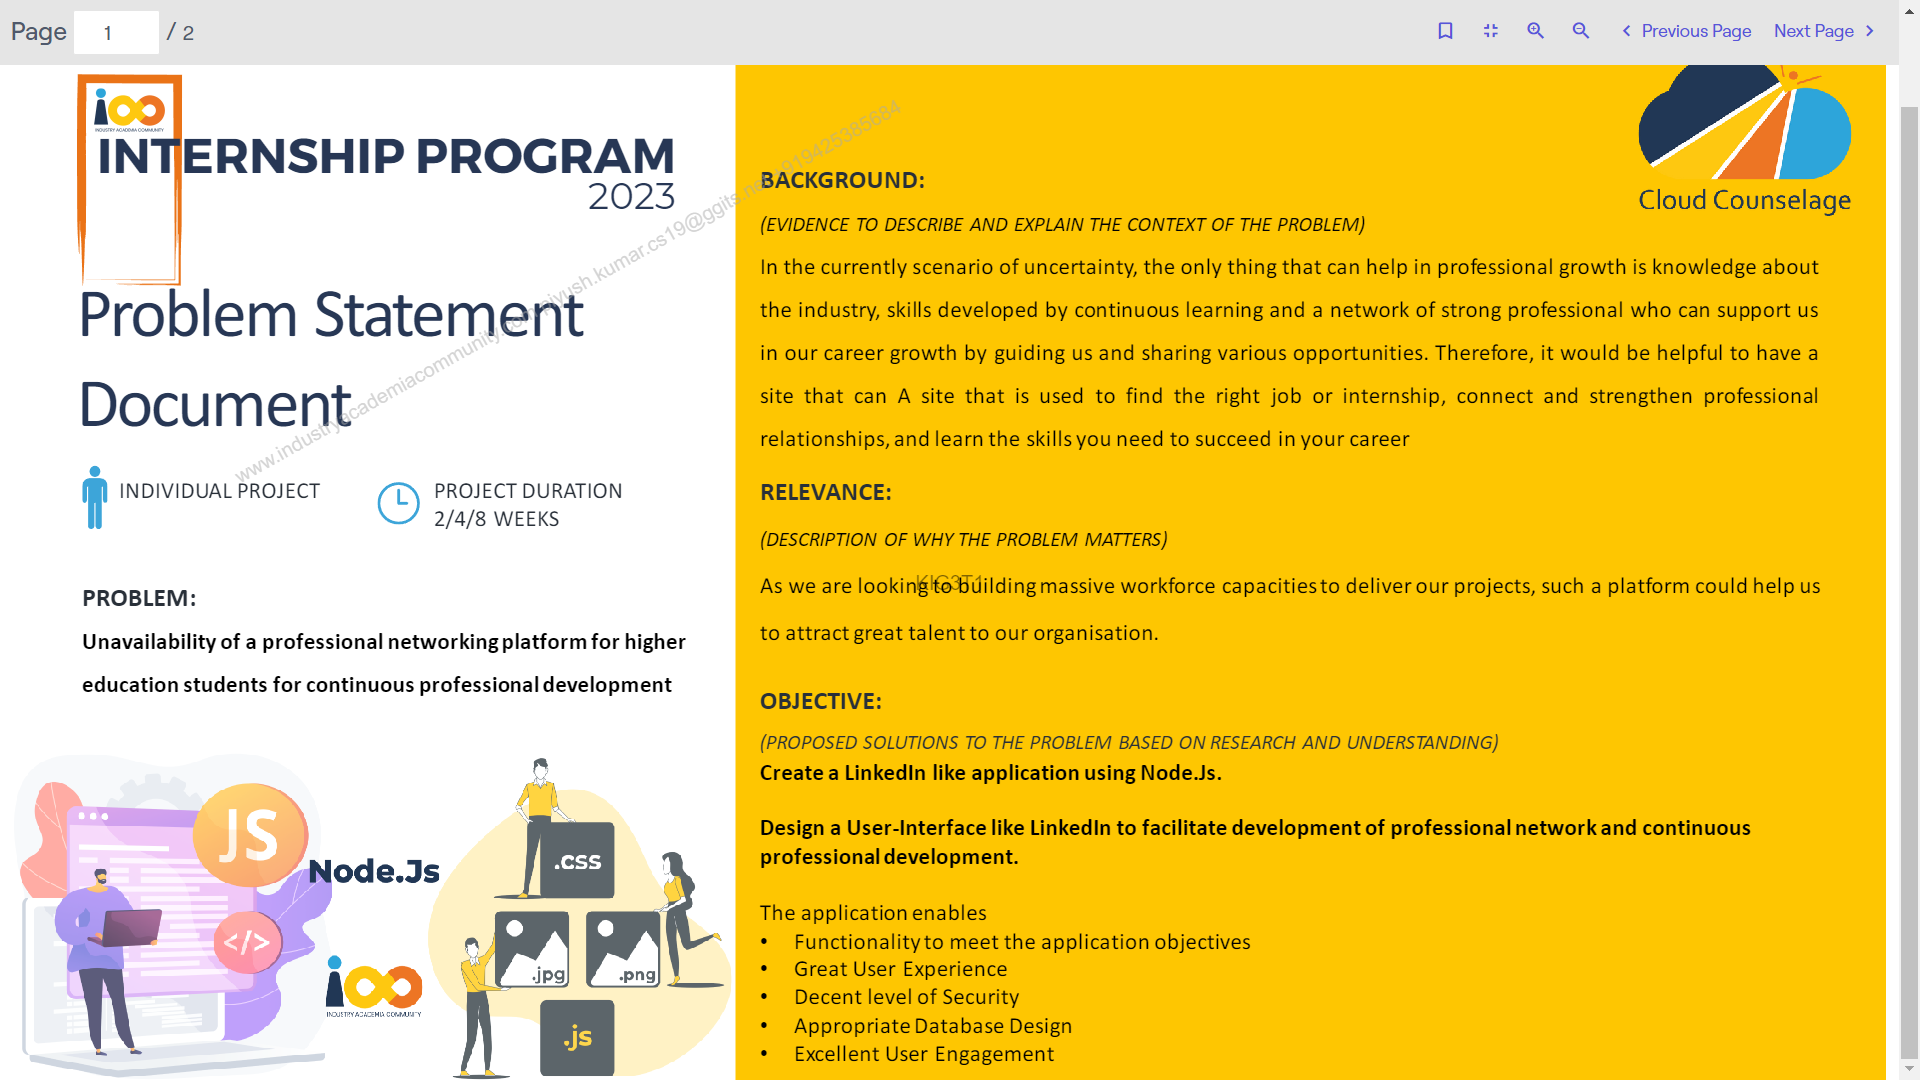 Page 1 / 2
Previous Page
Next Page
INDUSTRY ACADEMIA COMMUNITY
INTERNSHIP PROGRAM
2023
Problem Statement
Document
INDIVIDUAL PROJECT
PROJECT DURATION
2/4/8 WEEKS
PROBLEM:
Unavailability of a professional networking platform for higher
education students for continuous professional development
JS
</>
Node.Js
INDUSTRY ACADEMIA COMMUNITY
.css
.jpg
.png
.js
Cloud Counselage
BACKGROUND:
(EVIDENCE TO DESCRIBE AND EXPLAIN THE CONTEXT OF THE PROBLEM)
In the currently scenario of uncertainty, the only thing that can help in professional growth is knowledge about
the industry, skills developed by continuous learning and a network of strong professional who can support us
in our career growth by guiding us and sharing various opportunities. Therefore, it would be helpful to have a
site that can A site that is used to find the right job or internship, connect and strengthen professional
relationships, and learn the skills you need to succeed in your career
RELEVANCE:
(DESCRIPTION OF WHY THE PROBLEM MATTERS)
As we are looking to building massive workforce capacities to deliver our projects, such a platform could help us
to attract great talent to our organisation.
OBJECTIVE:
(PROPOSED SOLUTIONS TO THE PROBLEM BASED ON RESEARCH AND UNDERSTANDING)
Create a LinkedIn like application using Node.Js.
Design a User-Interface like LinkedIn to facilitate development of professional network and continuous
professional development.
The application enables
• Functionality to meet the application objectives
• Great User Experience
• Decent level of Security
• Appropriate Database Design
• Excellent User Engagement